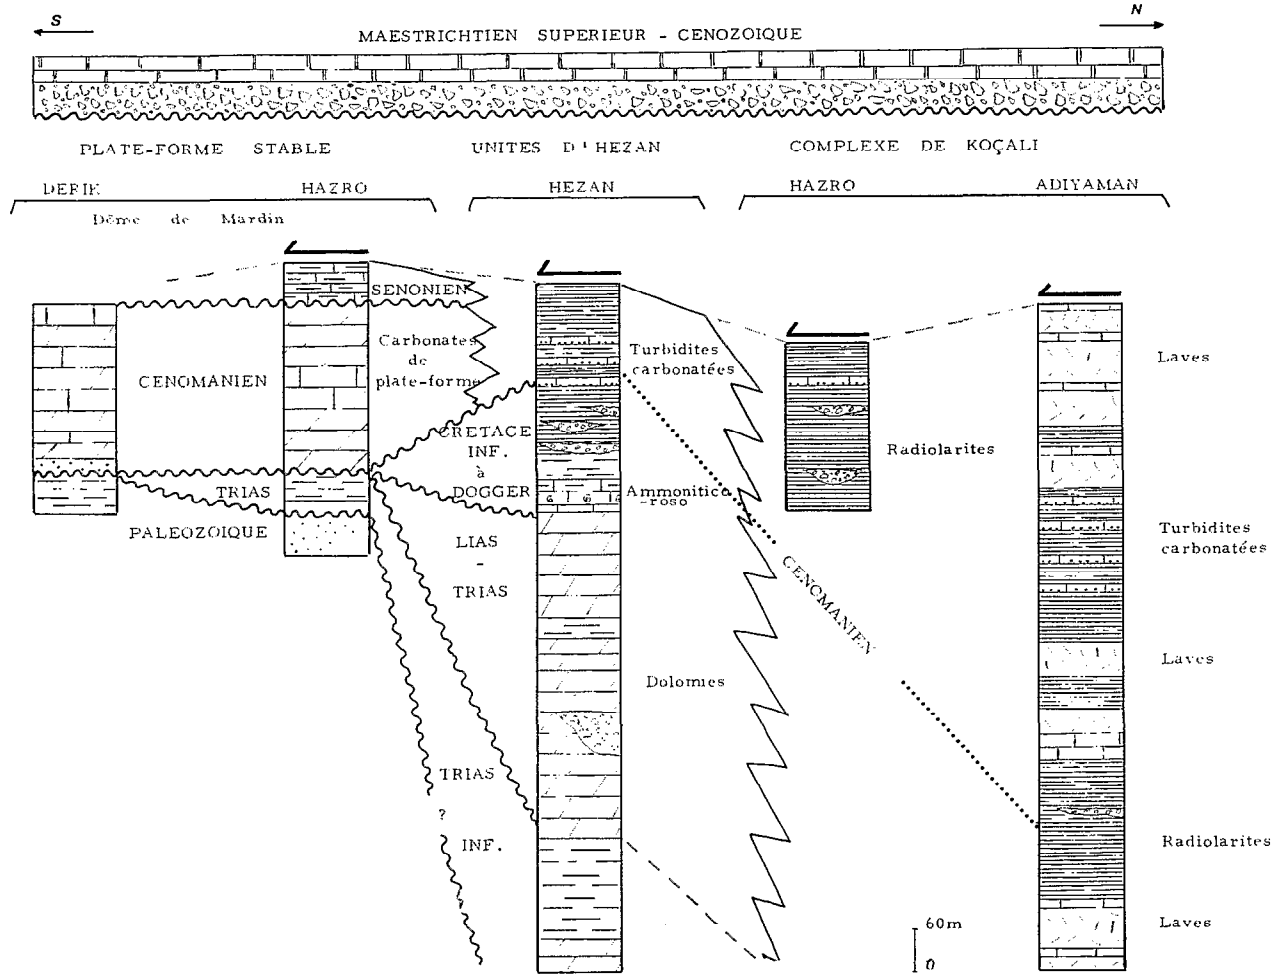 S
N
MAESTRICHTIEN SUPERIEUR - CENOZOIQUE
PLATE-FORME STABLE
UNITES D'HEZAN
COMPLEXE DE KOÇALI
DERIK
HAZRO
HEZAN
HAZRO
ADIYAMAN
Dôme de Mardin
SENONIEN
Carbonates
de
plate-forme
CENOMANIEN
TRIAS
PALEOZOIQUE
CRETACE
INF.
à
DOGGER
LIAS
-
TRIAS
TRIAS
?
INF.
Turbidites
carbonatées
Ammonitico
-roso
Dolomies
CENOMANIEN
Radiolarites
Laves
Turbidites
carbonatées
Laves
Radiolarites
Laves
60m
0